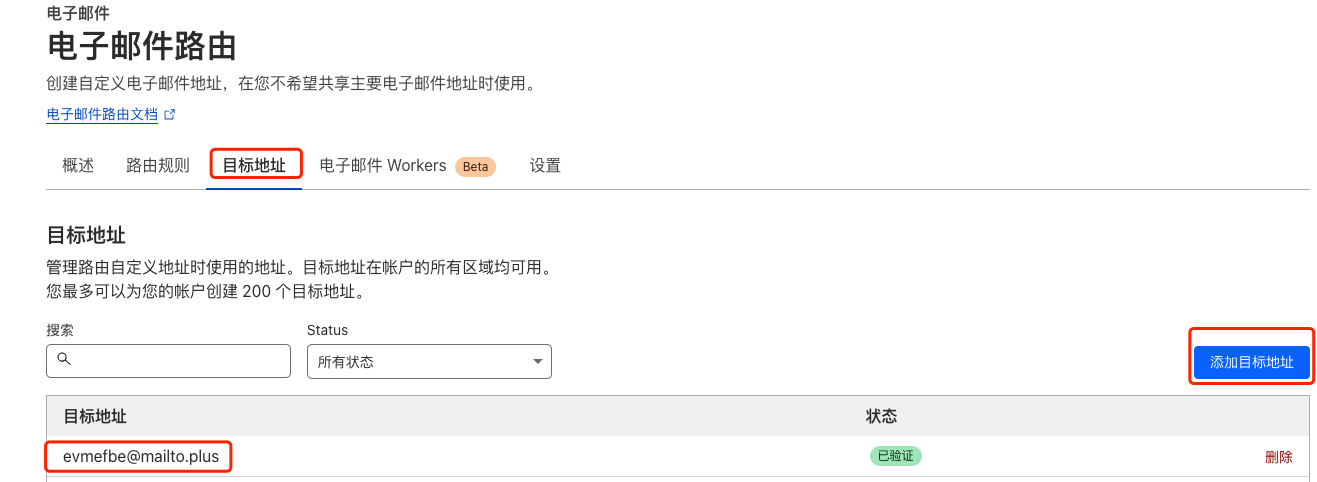 电子邮件
电子邮件路由
创建自定义电子邮件地址，在您不希望共享主要电子邮件地址时使用。
电子邮件路由文档
概述 路由规则 目标地址 电子邮件 Workers Beta 设置
目标地址
管理路由自定义地址时使用的地址。目标地址在帐户的所有区域均可用。
您最多可以为您的帐户创建 200 个目标地址。
搜索 Status
所有状态 添加目标地址
目标地址 状态
evmefbe@mailto.plus 已验证 删除